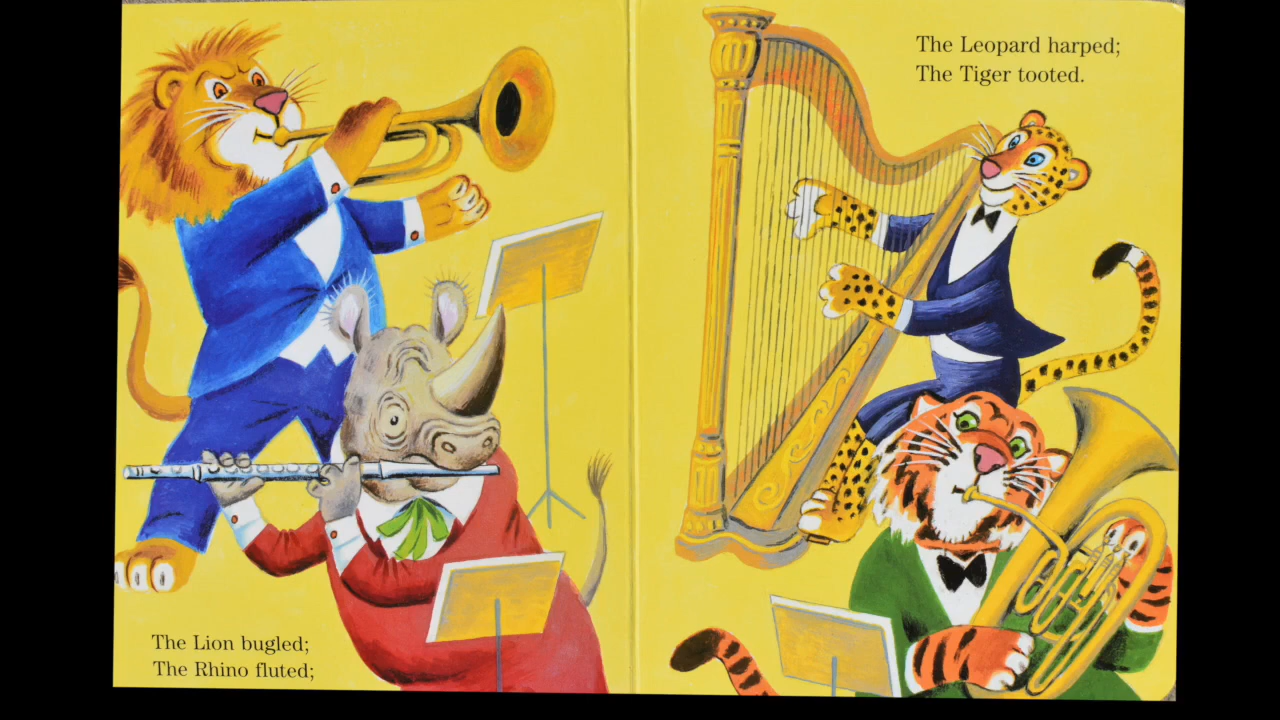 The Lion bugled;
The Rhino fluted;
The Leopard harped;
The Tiger tooted.